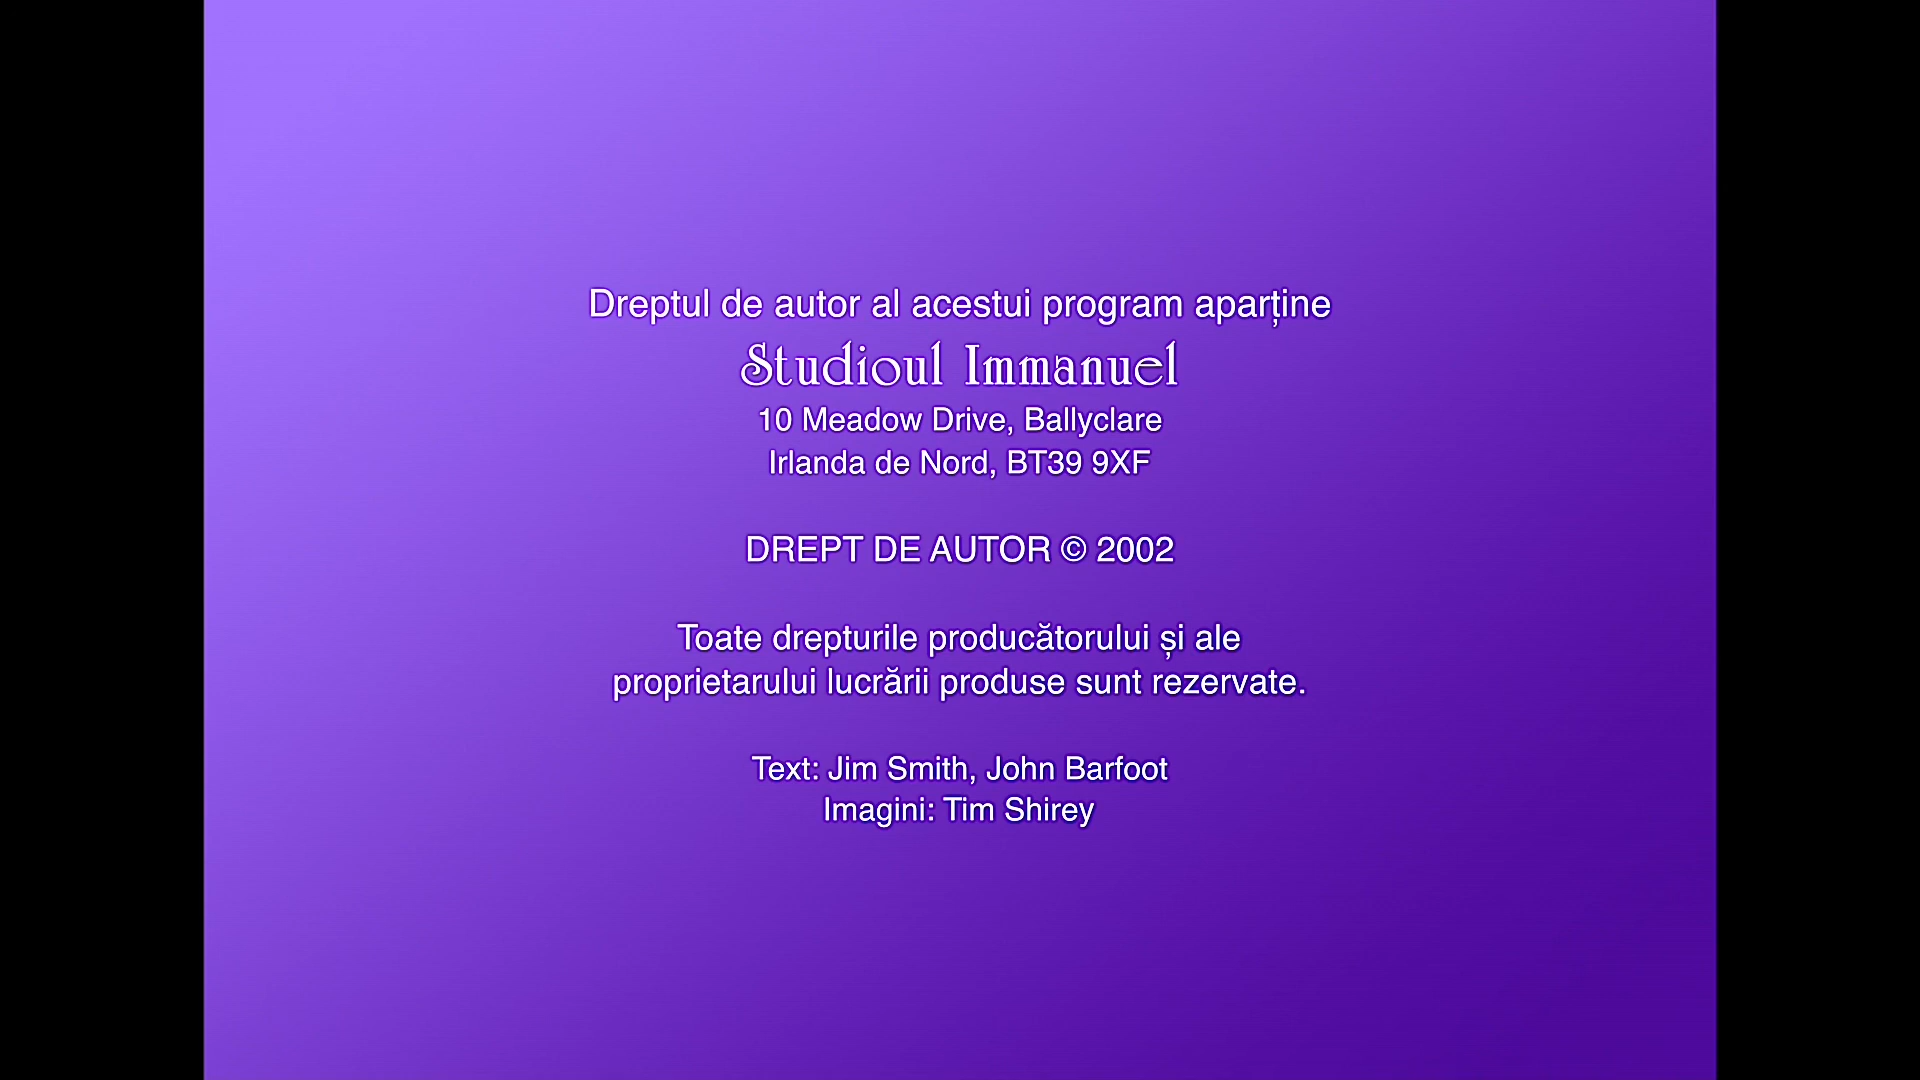 Dreptul de autor al acestui program aparține
Studioul Immanuel
10 Meadow Drive, Ballyclare
Irlanda de Nord, BT39 9XF
DREPT DE AUTOR © 2002
Toate drepturile producătorului și ale
proprietarului lucrării produse sunt rezervate.
Text: Jim Smith, John Barfoot
Imagini: Tim Shirey